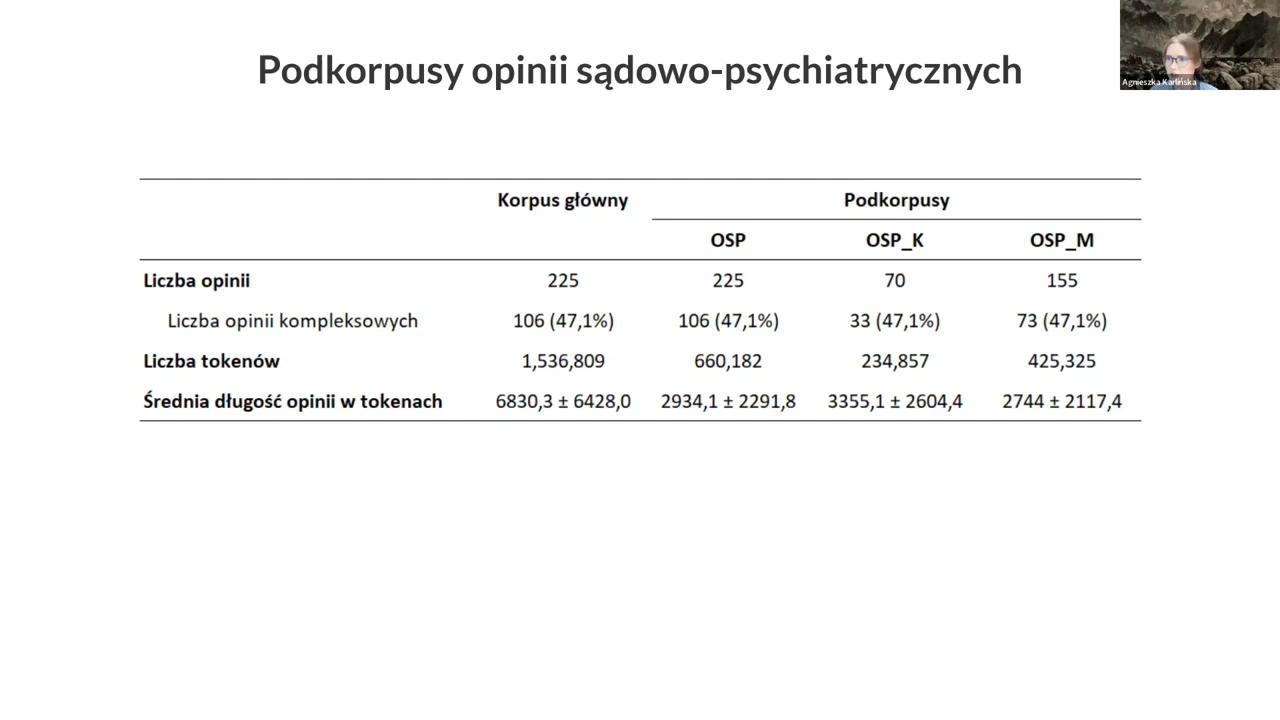 Podkorpusy opinii sądowo-psychiatrycznych
Agnieszka Karlińska
Korpus główny Podkorpusy
OSP OSP_K OSP_M
Liczba opinii 225 225 70 155
Liczba opinii kompleksowych 106 (47,1%) 106 (47,1%) 33 (47,1%) 73 (47,1%)
Liczba tokenów 1,536,809 660,182 234,857 425,325
Średnia długość opinii w tokenach 6830,3 ± 6428,0 2934,1 ± 2291,8 3355,1 ± 2604,4 2744 ± 2117,4